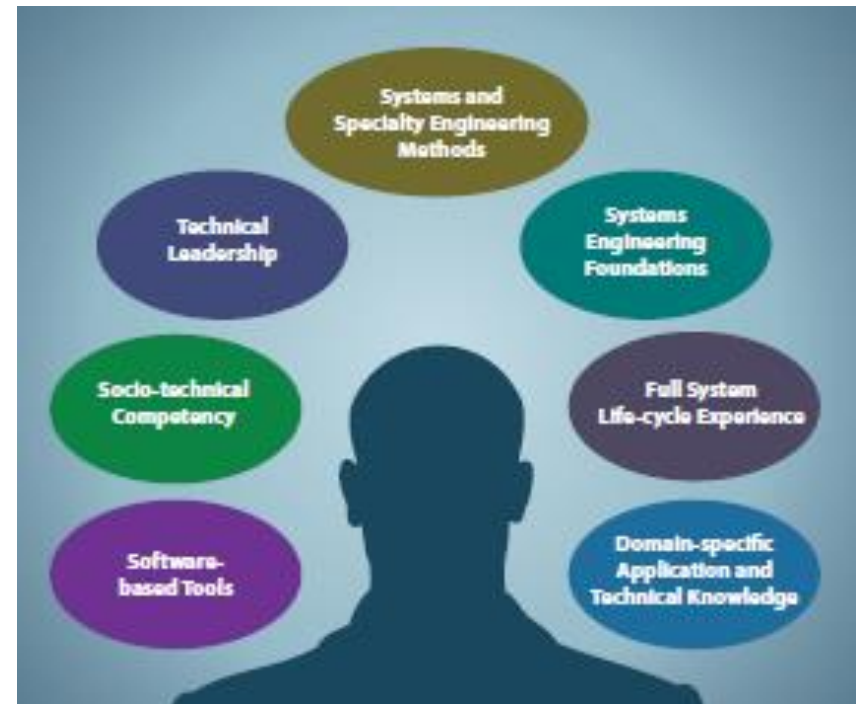 Systems and
Specialty Engineering
Methods
Technical
Leadership
Systems
Engineering
Foundations
Socio-technical
Competency
Full System
Life-cycle Experience
Software-
based Tools
Domain-specific
Application and
Technical Knowledge